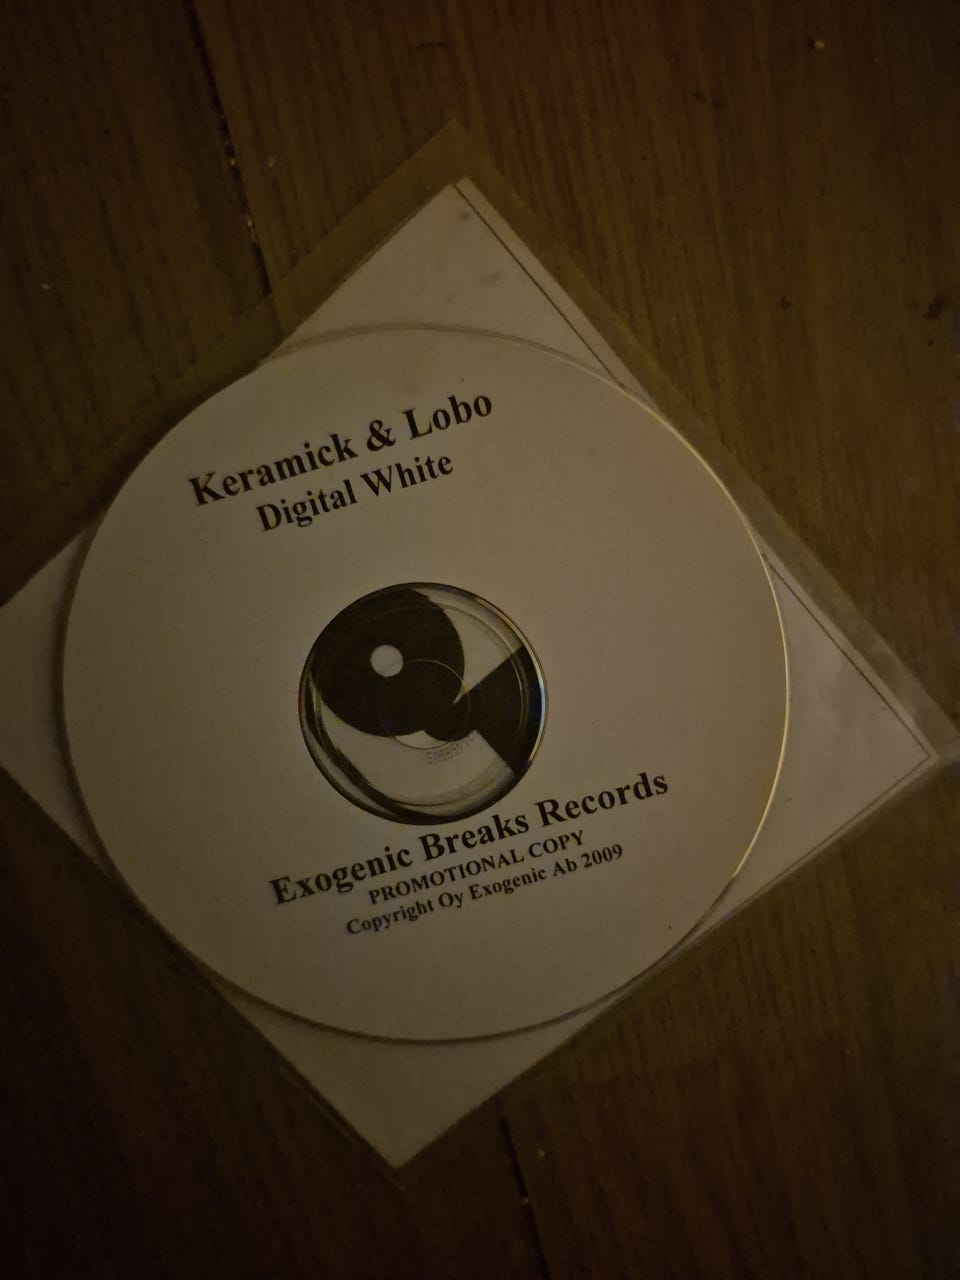 Keramick & Lobo
Digital White
Exogenic Breaks Records
PROMOTIONAL COPY
Copyright Oy Exogenic Ab 2009